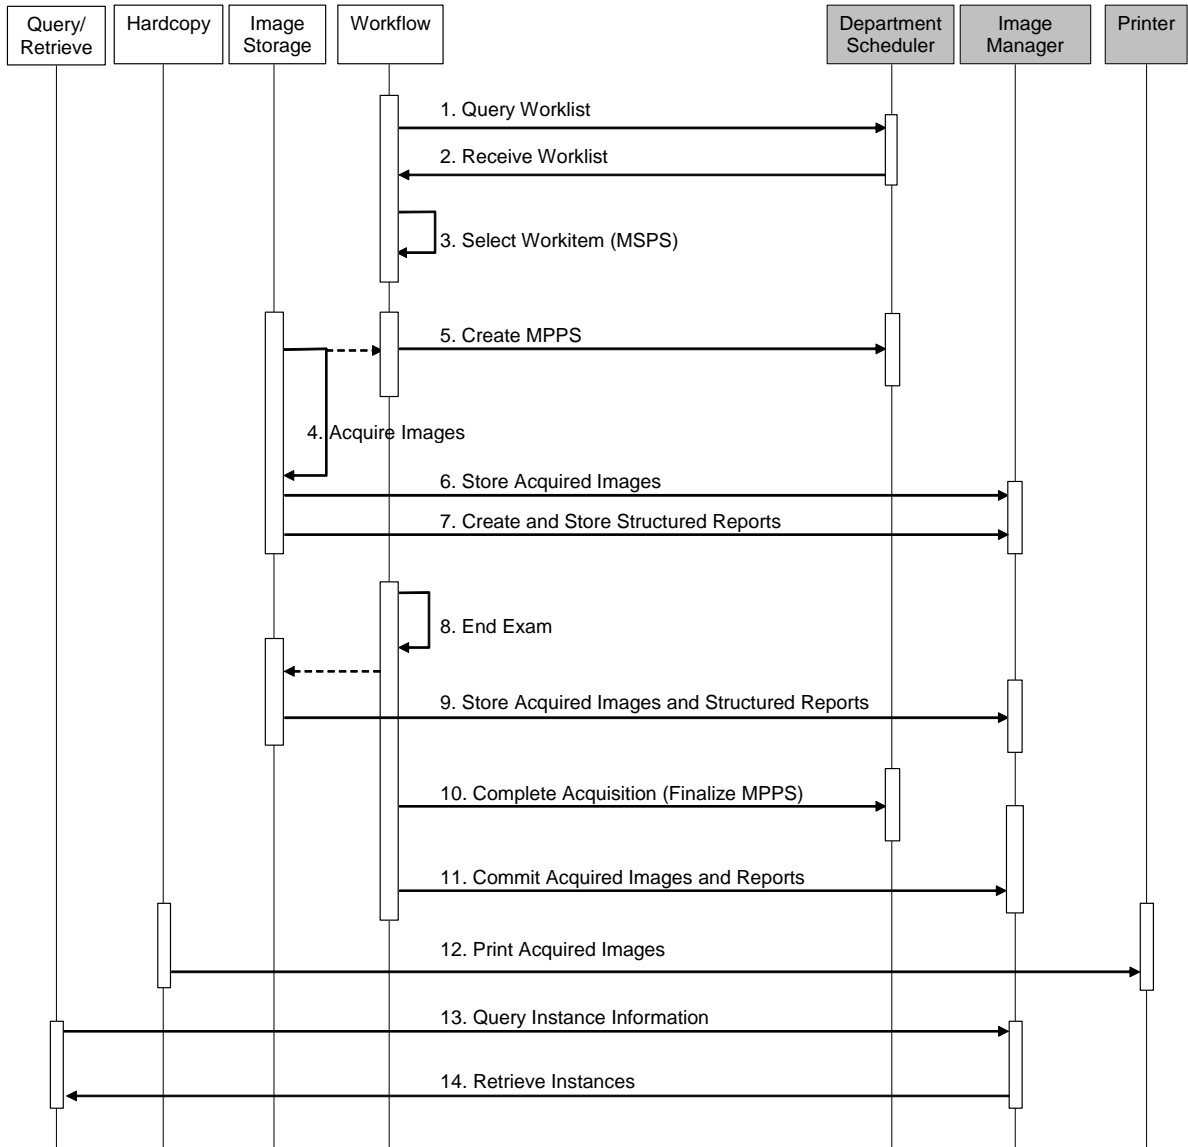 Query/
Retrieve
Hardcopy
Image
Storage
Workflow
Department
Scheduler
Image
Manager
Printer
1. Query Worklist
2. Receive Worklist
3. Select Workitem (MSPS)
5. Create MPPS
4. Acquire Images
6. Store Acquired Images
7. Create and Store Structured Reports
8. End Exam
9. Store Acquired Images and Structured Reports
10. Complete Acquisition (Finalize MPPS)
11. Commit Acquired Images and Reports
12. Print Acquired Images
13. Query Instance Information
14. Retrieve Instances